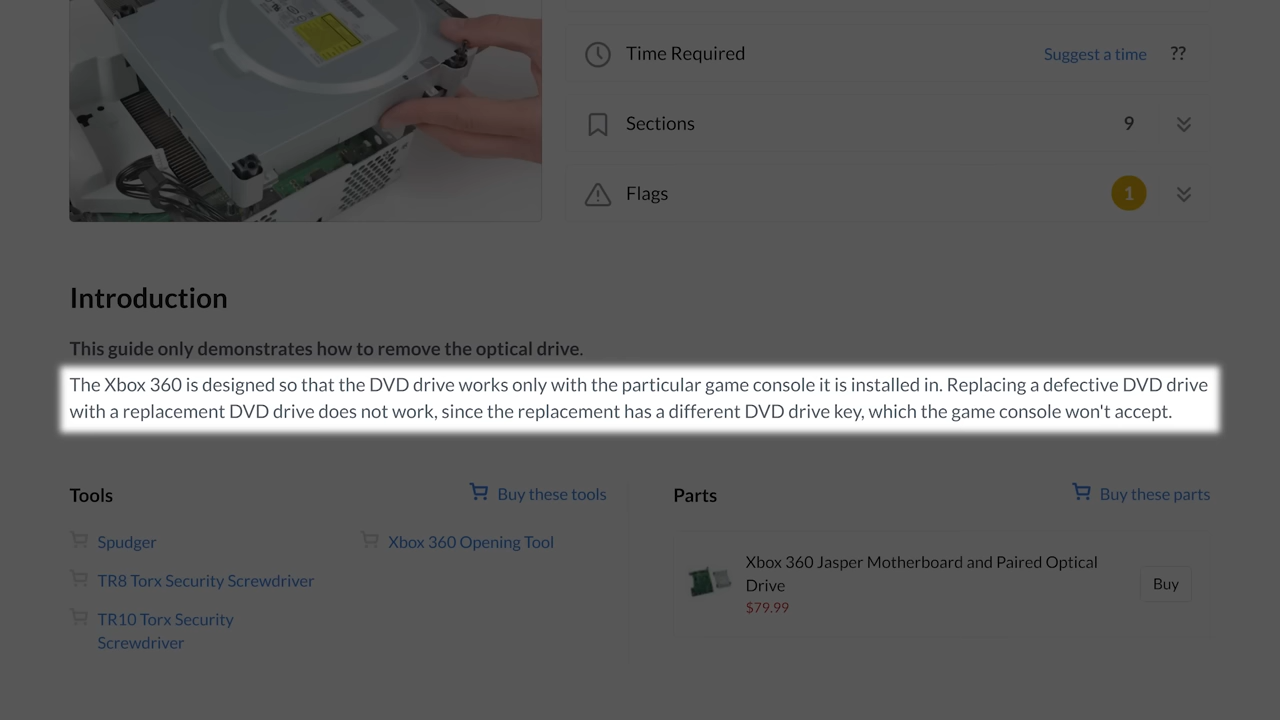 Time Required
Suggest a time
??
Sections
9
Flags
1
Introduction
This guide only demonstrates how to remove the optical drive.
The Xbox 360 is designed so that the DVD drive works only with the particular game console it is installed in. Replacing a defective DVD drive
with a replacement DVD drive does not work, since the replacement has a different DVD drive key, which the game console won't accept.
Tools
Buy these tools
Spudger
Xbox 360 Opening Tool
TR8 Torx Security Screwdriver
TR10 Torx Security
Screwdriver
Parts
Buy these parts
Xbox 360 Jasper Motherboard and Paired Optical
Drive
$79.99
Buy